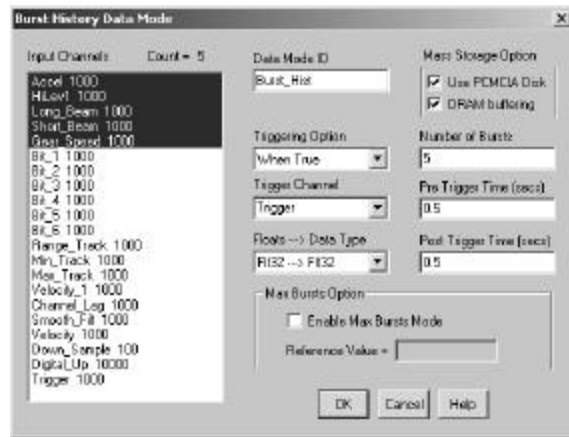 Burst History Data Mode
Input Channels Count = 5
Accel 1000
HiLev1 1000
Long_Beam 1000
Short_Beam 1000
Gear_Speed 1000
Bit_1 1000
Bit_2 1000
Bit_3 1000
Bit_4 1000
Bit_5 1000
Bit_6 1000
Range_Track 1000
Min_Track 1000
Max_Track 1000
Velocity_1 1000
Channel_Lag 1000
Smooth_Filt 1000
Velocity 1000
Down_Sample 100
Digital_Up 10000
Trigger 1000
Data Mode ID
Burst_Hist
Triggering Option
When True
Trigger Channel
Trigger
Floats --> Data Type
Flt32 --> Flt32
Mass Storage Option
Use PCMCIA Disk
DRAM buffering
Number of Bursts
5
Pre Trigger Time (secs)
0.5
Post Trigger Time (secs)
0.5
Max Bursts Option
Enable Max Bursts Mode
Reference Value =
OK Cancel Help